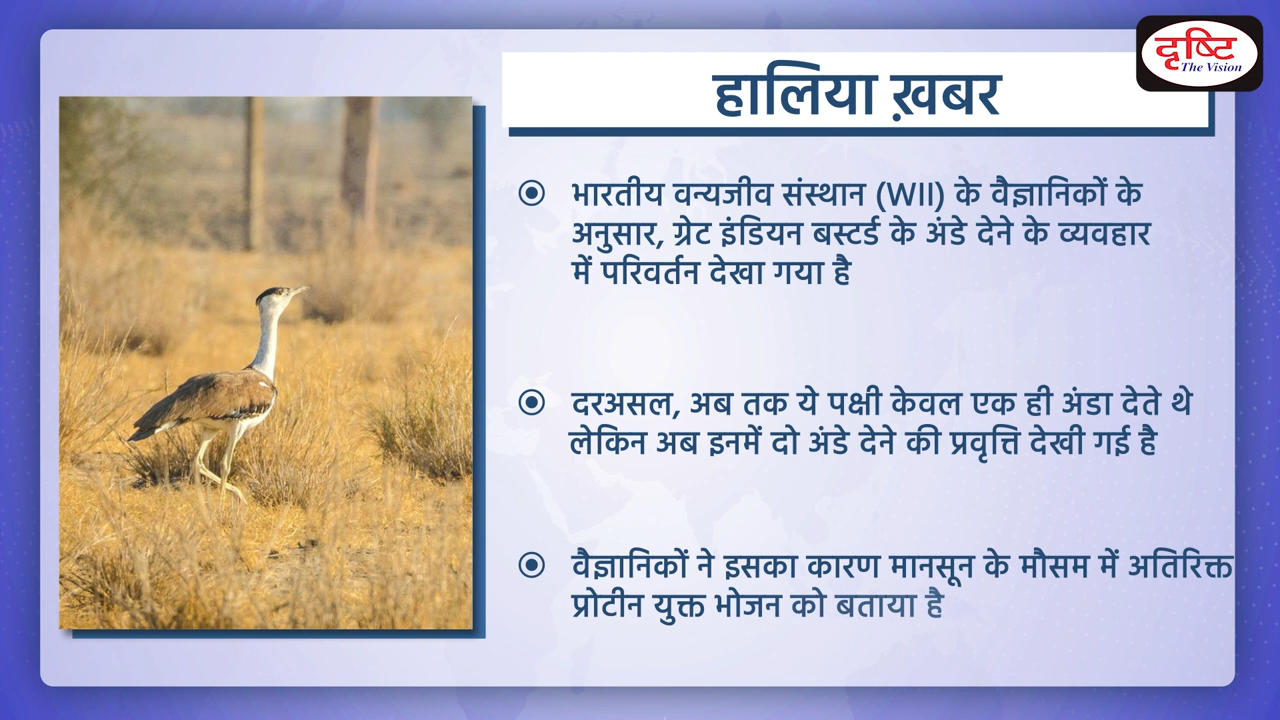 दृष्टि
The Vision
हालिया ख़बर
भारतीय वन्यजीव संस्थान (WII) के वैज्ञानिकों के
अनुसार, ग्रेट इंडियन बस्टर्ड के अंडे देने के व्यवहार
में परिवर्तन देखा गया है
दरअसल, अब तक ये पक्षी केवल एक ही अंडा देते थे
लेकिन अब इनमें दो अंडे देने की प्रवृत्ति देखी गई है
वैज्ञानिकों ने इसका कारण मानसून के मौसम में अतिरिक्त
प्रोटीन युक्त भोजन को बताया है